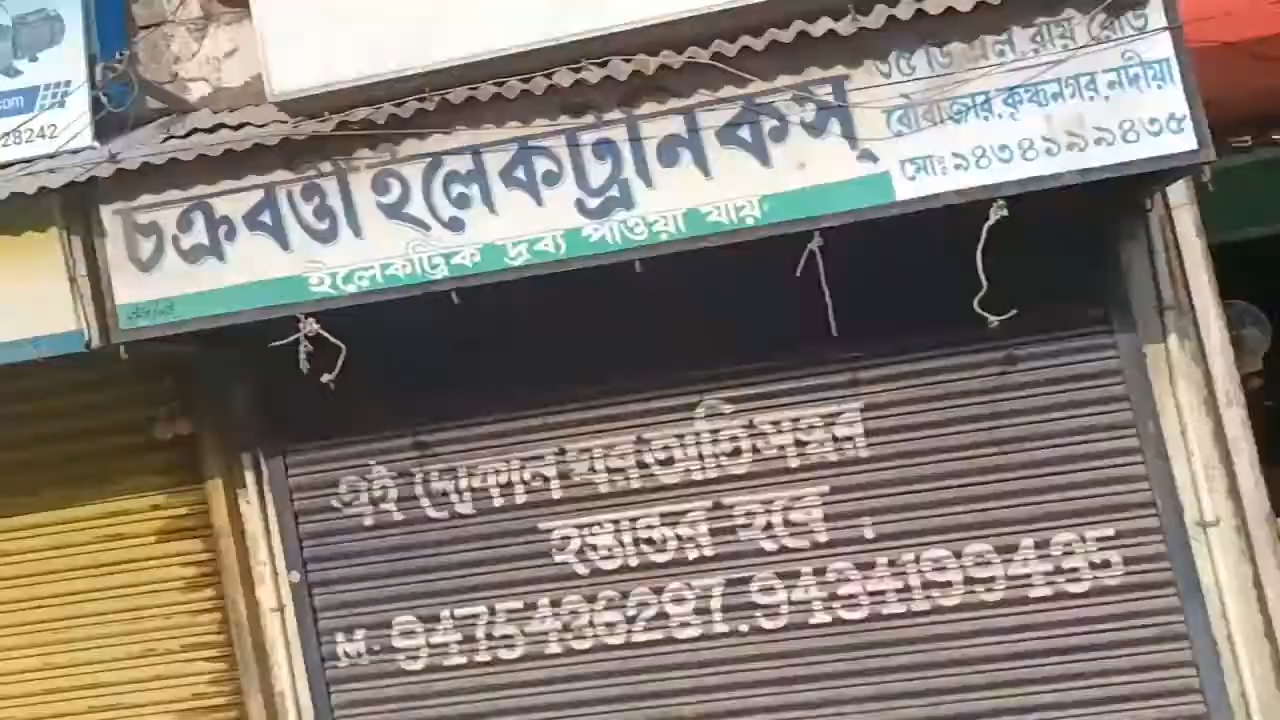 com
28242
চক্রবর্ত্তী ইলেকট্রনিকস্
ইলেকট্রিক দ্রব্য পাওয়া যায়
৩৫ ডি এল রায় রোড
বৌবাজার, কৃষ্ণনগর, নদীয়া
মোঃ ৯৪৩৪১৯৯৪৩৫
এই দোকান ঘর অতিসত্বর
হস্তান্তর হবে ।
M- 9475436287, 9434199435